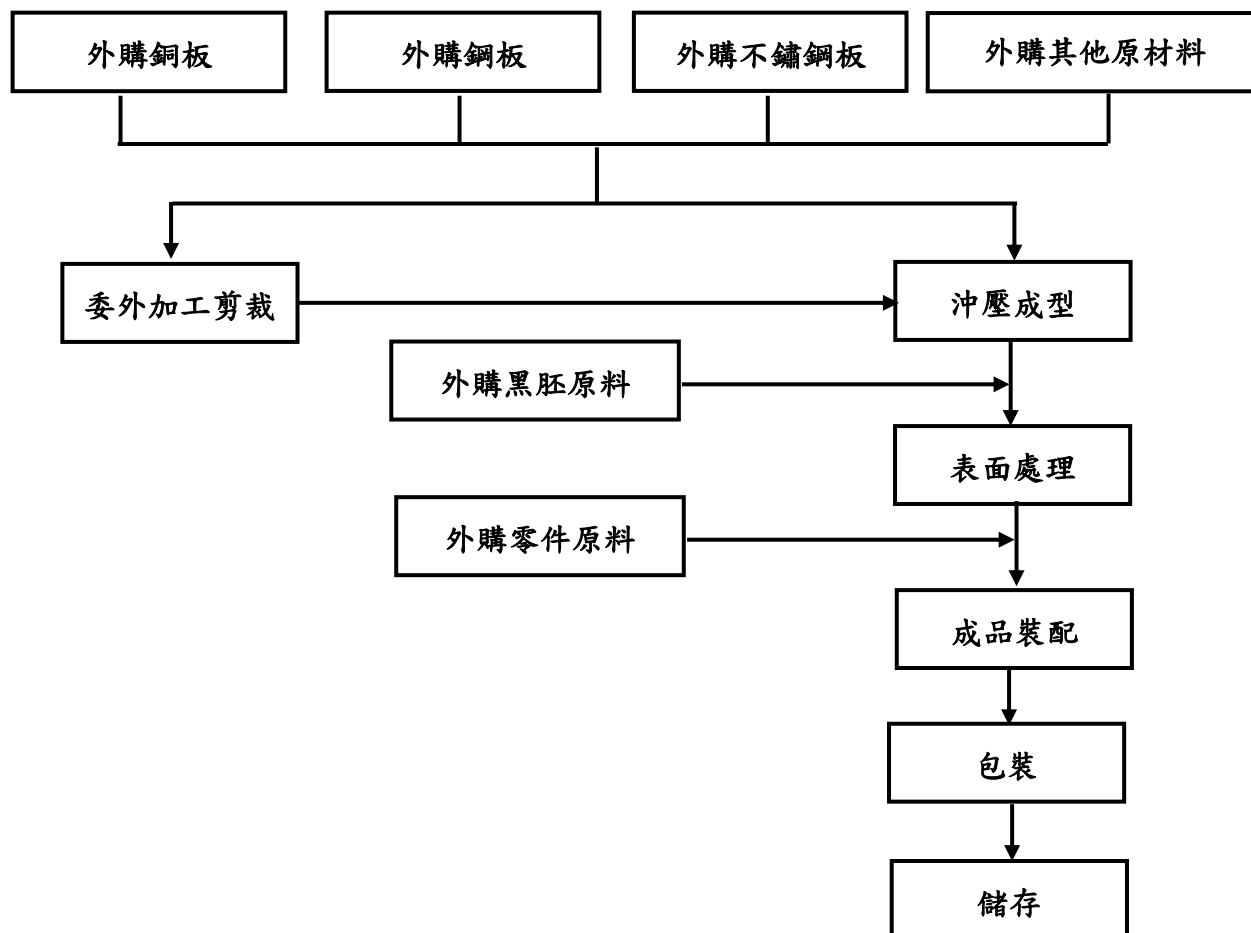 外購銅板
外購鋼板
外購不鏽鋼板
外購其他原材料
委外加工剪裁
沖壓成型
外購黑胚原料
表面處理
外購零件原料
成品裝配
包裝
儲存